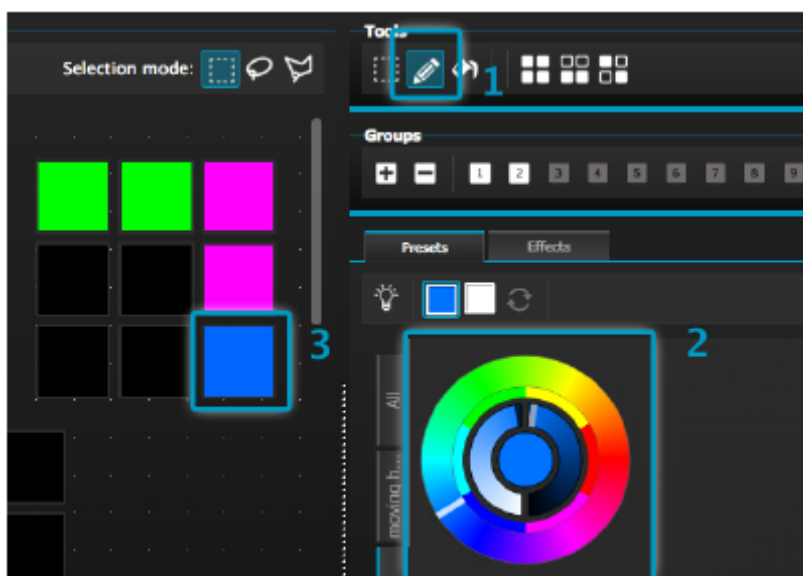 Tools
Selection mode:
1
Groups
1 2 3 4 5 6 7 8 9
Presets Effects
2
3
All
moving h...